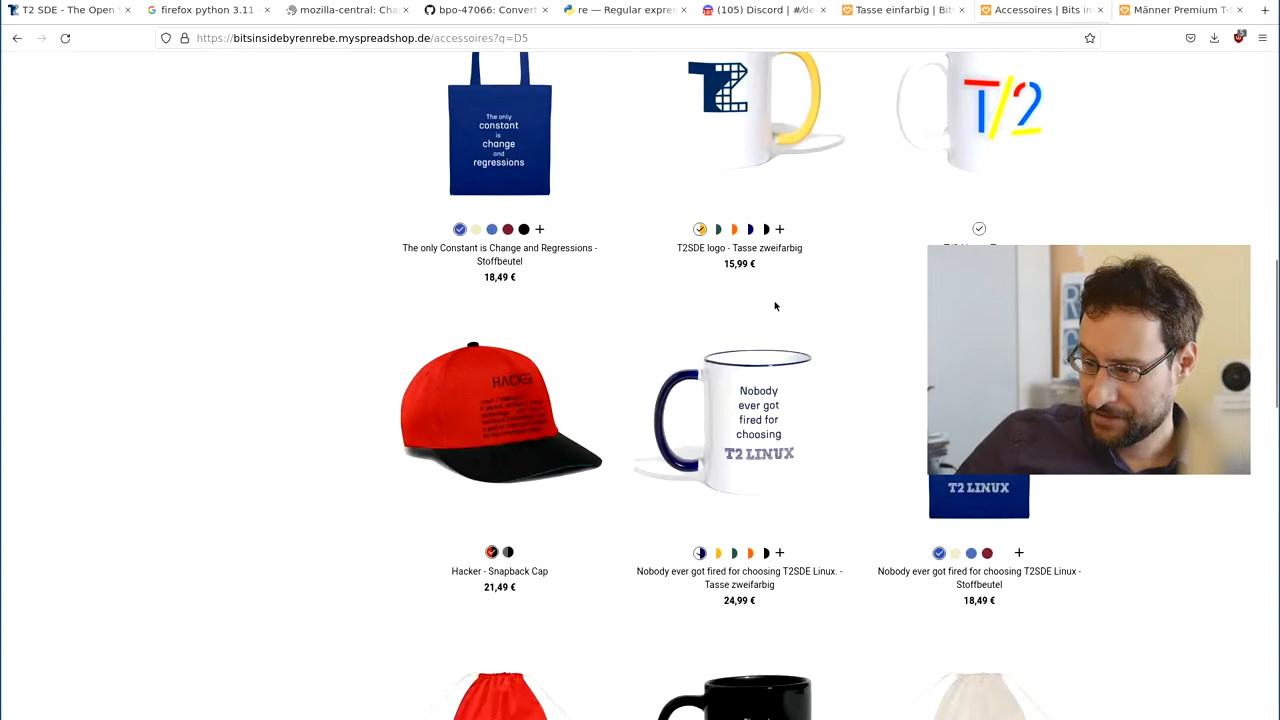 T2 SDE - The Open S
firefox python 3.11
mozilla-central: Cha
bpo-47066: Convert
re — Regular expres
(105) Discord | #/de
Tasse einfarbig | Bit
Accessoires | Bits in
Männer Premium T-S
https://bitsinsidebyrenrebe.myspreadshop.de/accessoires?q=D5
The only
constant
is
change
and
regressions
T2
T/2
The only Constant is Change and Regressions -
Stoffbeutel
18,49 €
T2SDE logo - Tasse zweifarbig
15,99 €
HACKER
Nobody
ever got
fired for
choosing
T2 LINUX
T2 LINUX
Hacker - Snapback Cap
21,49 €
Nobody ever got fired for choosing T2SDE Linux. -
Tasse zweifarbig
24,99 €
Nobody ever got fired for choosing T2SDE Linux -
Stoffbeutel
18,49 €